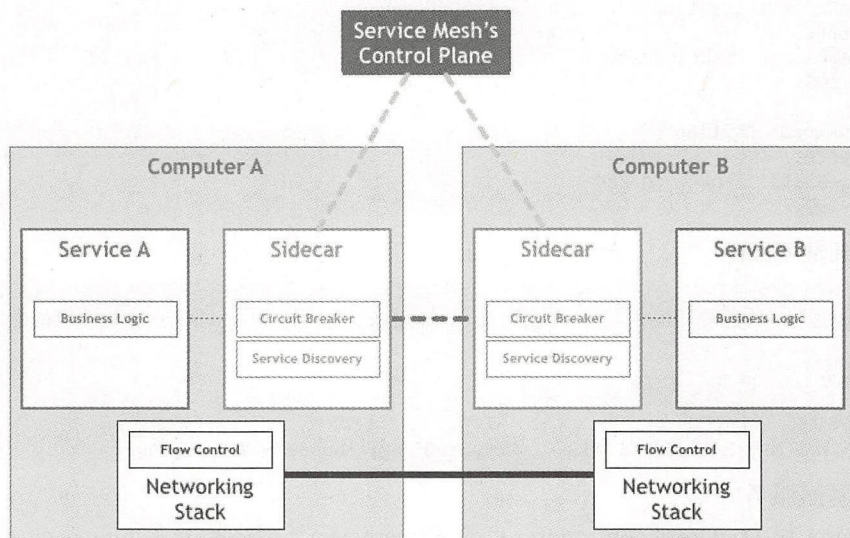 Service Mesh's
Control Plane
Computer A
Computer B
Service A
Sidecar
Sidecar
Service B
Business Logic
Circuit Breaker
Circuit Breaker
Business Logic
Service Discovery
Service Discovery
Flow Control
Flow Control
Networking
Stack
Networking
Stack